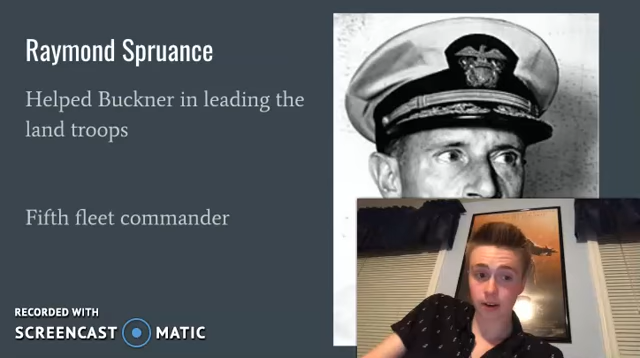 Raymond Spruance
Helped Buckner in leading the
land troops
Fifth fleet commander
RECORDED WITH
SCREENCAST MATIC